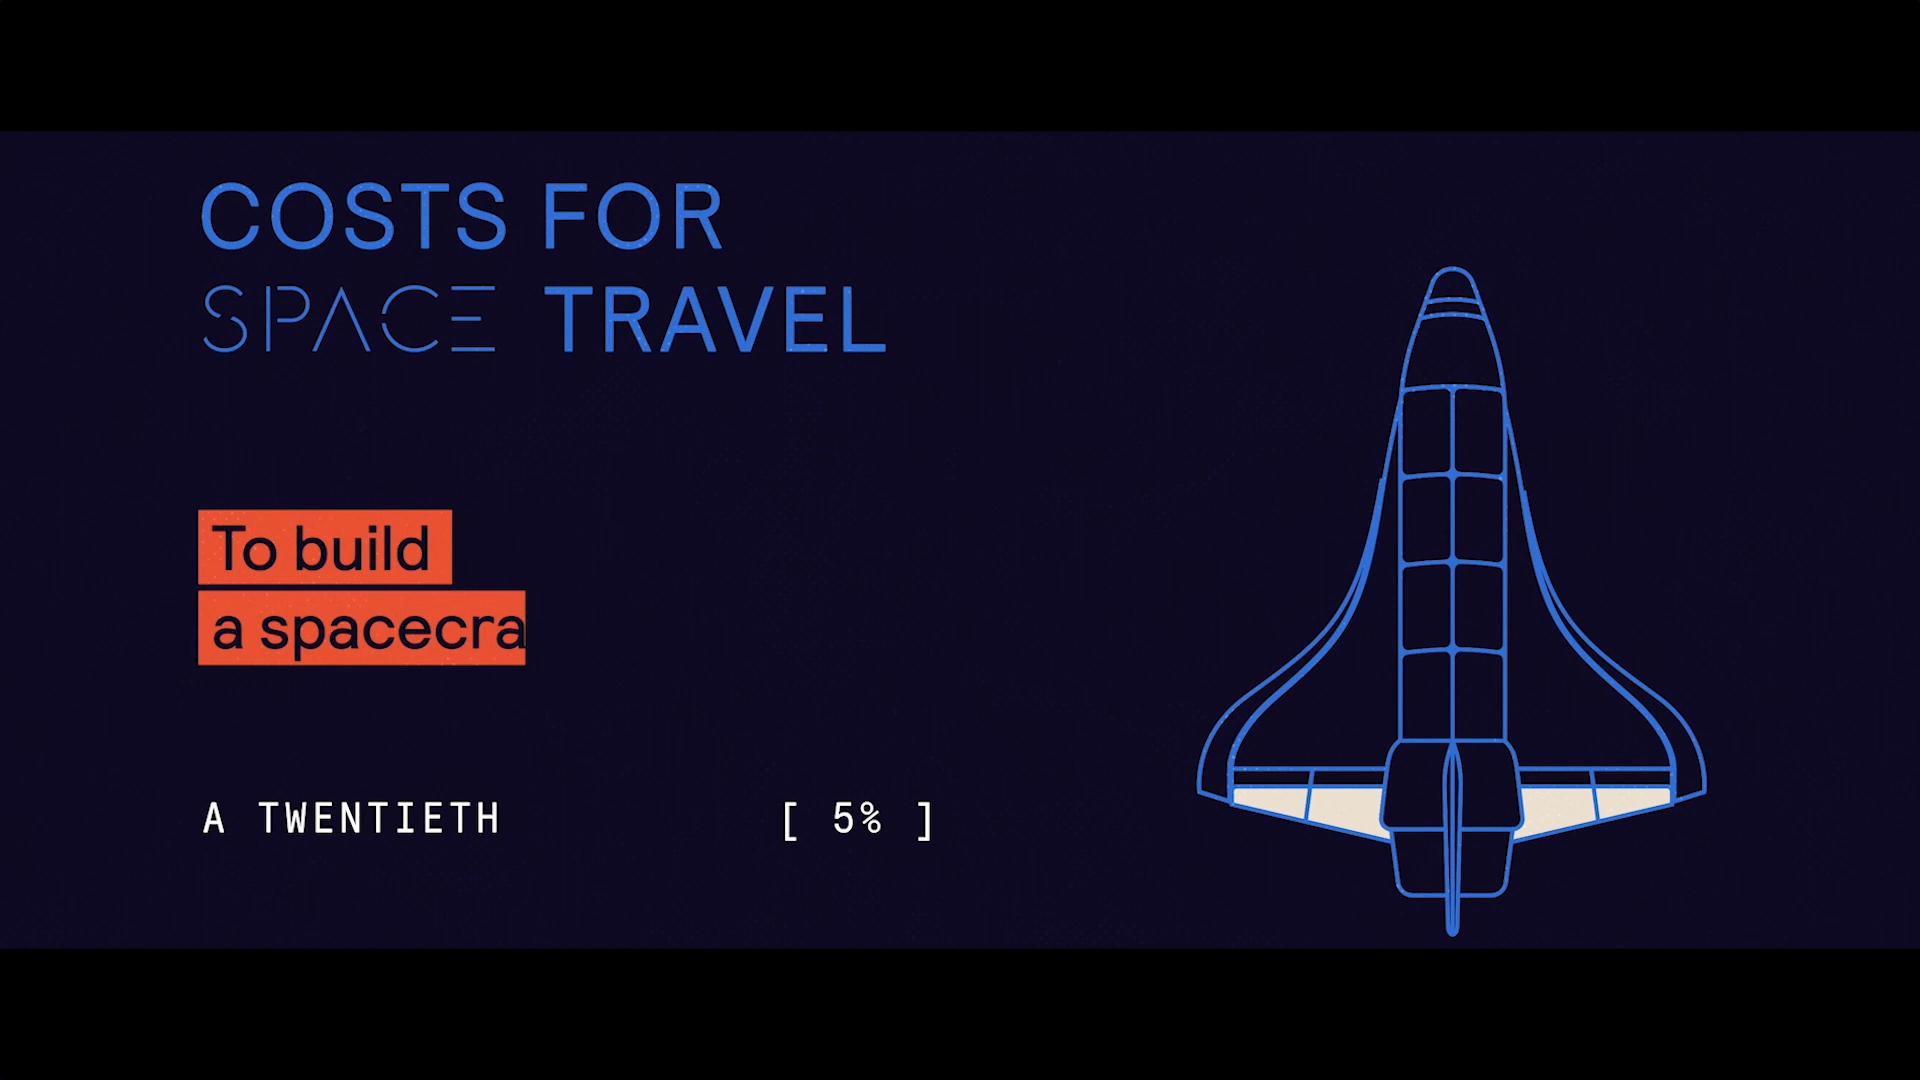 COSTS FOR
SPACE TRAVEL
To build
a spacecra
A TWENTIETH [ 5% ]